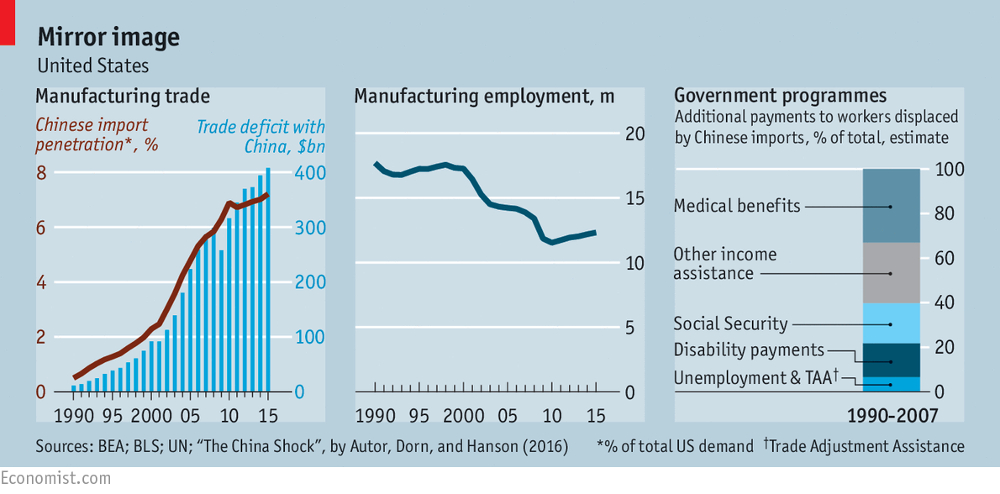 Mirror image
United States
Manufacturing trade
Chinese import
penetration*, %
Trade deficit with
China, $bn
8
6
4
2
0
400
300
200
100
0
1990 95 2000 05 10 15
Manufacturing employment, m
20
15
10
5
0
1990 95 2000 05 10 15
Government programmes
Additional payments to workers displaced
by Chinese imports, % of total, estimate
Medical benefits
Other income
assistance
Social Security
Disability payments
Unemployment & TAA†
100
80
60
40
20
0
1990-2007
Sources: BEA; BLS; UN; “The China Shock”, by Autor, Dorn, and Hanson (2016)
*% of total US demand †Trade Adjustment Assistance
Economist.com